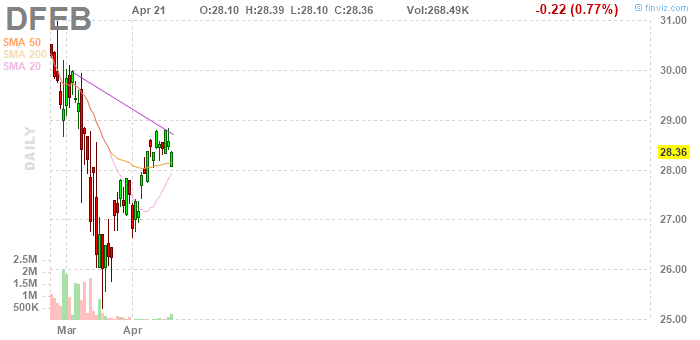 DFEB
Apr 21 O:28.10 H:28.39 L:28.10 C:28.36 Vol:268.49K -0.22 (0.77%)
© finviz.com
SMA 50
SMA 200
SMA 20
DAILY
31.00
30.00
29.00
28.36
28.00
27.00
26.00
25.00
2.5M
2M
1.5M
1M
500K
Mar Apr